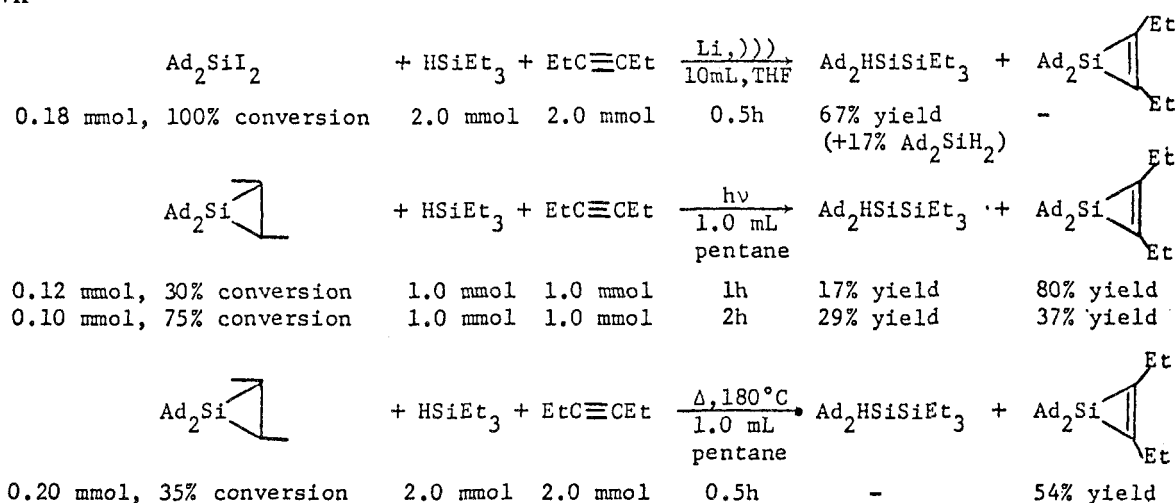 Et
Ad2SiI2 + HSiEt3 + EtC≡CEt Li,))) 10mL,THF Ad2HSiSiEt3 + Ad2Si
Et
0.18 mmol, 100% conversion 2.0 mmol 2.0 mmol 0.5h 67% yield -
(+17% Ad2SiH2)
Et
Ad2Si + HSiEt3 + EtC≡CEt hν 1.0 mL pentane Ad2HSiSiEt3 + Ad2Si
Et
0.12 mmol, 30% conversion 1.0 mmol 1.0 mmol 1h 17% yield 80% yield
0.10 mmol, 75% conversion 1.0 mmol 1.0 mmol 2h 29% yield 37% yield
Et
Ad2Si + HSiEt3 + EtC≡CEt Δ,180°C 1.0 mL pentane Ad2HSiSiEt3 + Ad2Si
Et
0.20 mmol, 35% conversion 2.0 mmol 2.0 mmol 0.5h - 54% yield